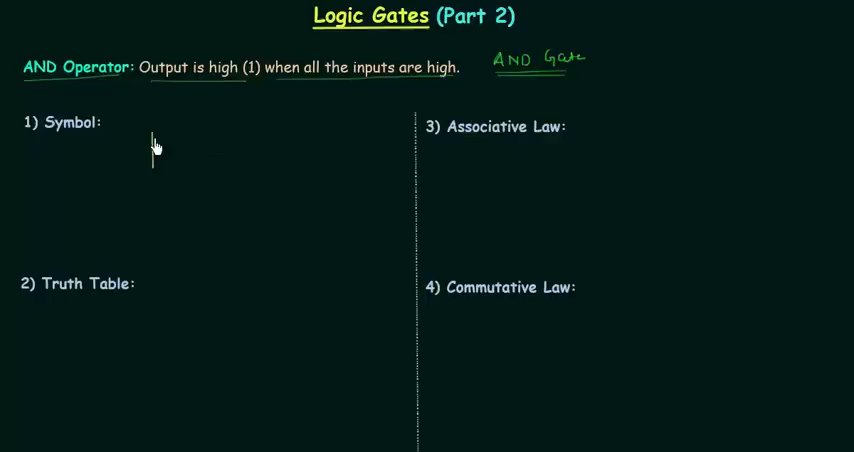 Logic Gates (Part 2)
AND Operator: Output is high (1) when all the inputs are high. AND Gate
1) Symbol:
2) Truth Table:
3) Associative Law:
4) Commutative Law: